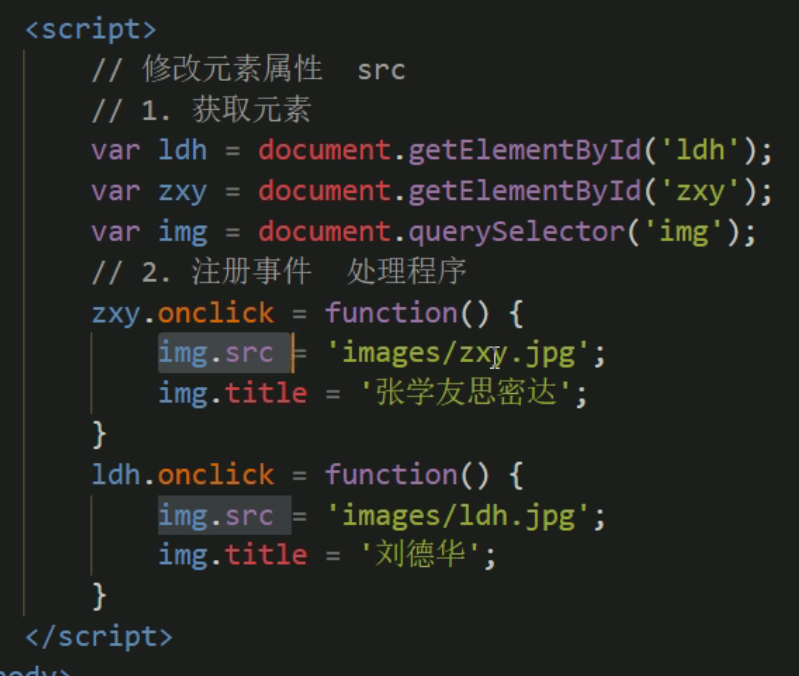 <script>
// 修改元素属性  src
// 1. 获取元素
var ldh = document.getElementById('ldh');
var zxy = document.getElementById('zxy');
var img = document.querySelector('img');
// 2. 注册事件  处理程序
zxy.onclick = function() {
img.src = 'images/zxy.jpg';
img.title = '张学友思密达';
}
ldh.onclick = function() {
img.src = 'images/ldh.jpg';
img.title = '刘德华';
}
</script>